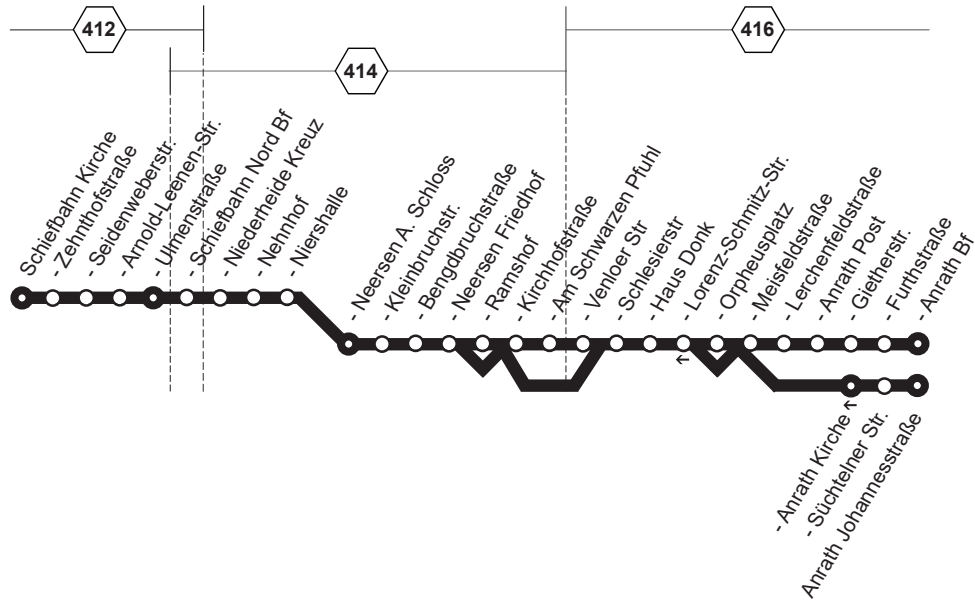 412
414
416
Schiefbahn Kirche
- Zehnthofstraße
- Seidenweberstr.
- Arnold-Leenen-Str.
- Ulmenstraße
- Schiefbahn Nord Bf
- Niederheide Kreuz
- Nehnhof
- Niershalle
- Neersen A. Schloss
- Kleinbruchstr.
- Bengdbruchstraße
- Neersen Friedhof
- Ramshof
- Kirchhofstraße
- Am Schwarzen Pfuhl
- Venloer Str
- Schlesierstr
- Haus Donk
- Lorenz-Schmitz-Str.
- Orpheusplatz
- Meisfeldstraße
- Lerchenfeldstraße
- Anrath Post
- Gietherstr.
- Furthstraße
- Anrath Bf
- Anrath Kirche
- Süchtelner Str.
Anrath Johannesstraße